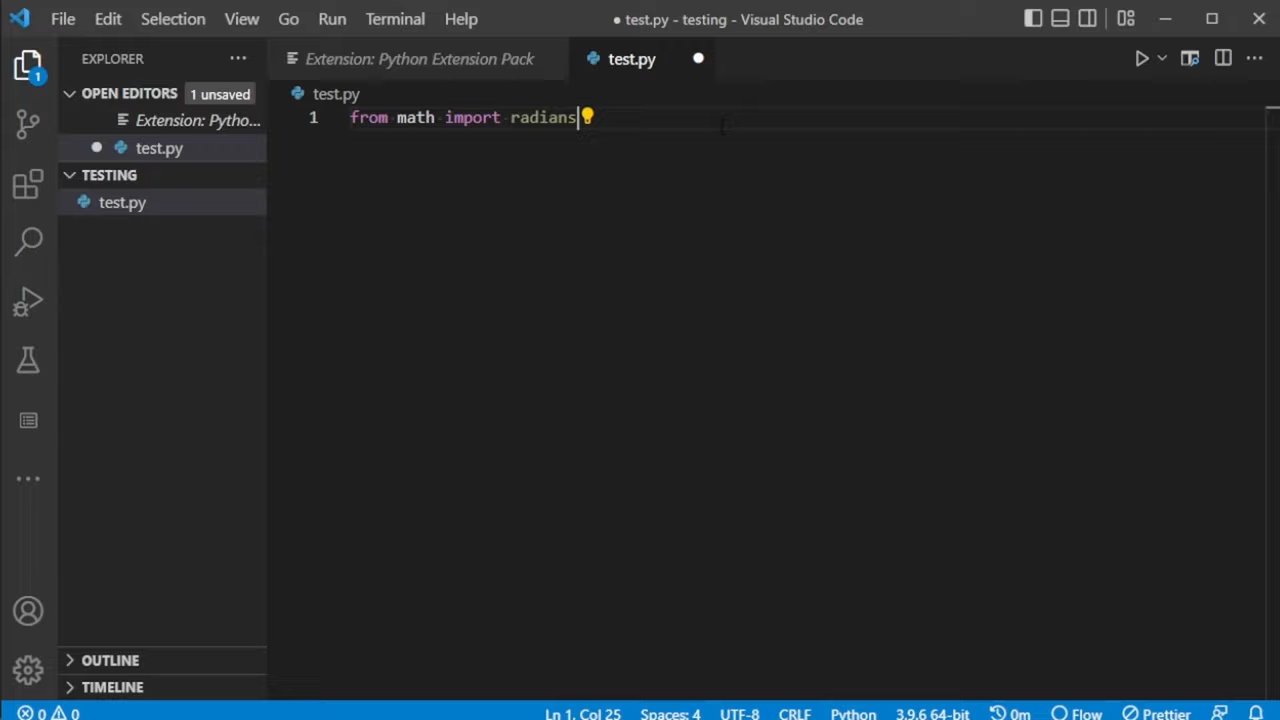 File Edit Selection View Go Run Terminal Help ● test.py - testing - Visual Studio Code
EXPLORER
Extension: Python Extension Pack
test.py
OPEN EDITORS 1 unsaved
test.py
Extension: Pytho...
1 from math import radians
test.py
TESTING
test.py
1
OUTLINE
TIMELINE
0 0 Ln 1, Col 25 Spaces: 4 UTF-8 CRLF Python 3.9.6 64-bit 0m Flow Prettier